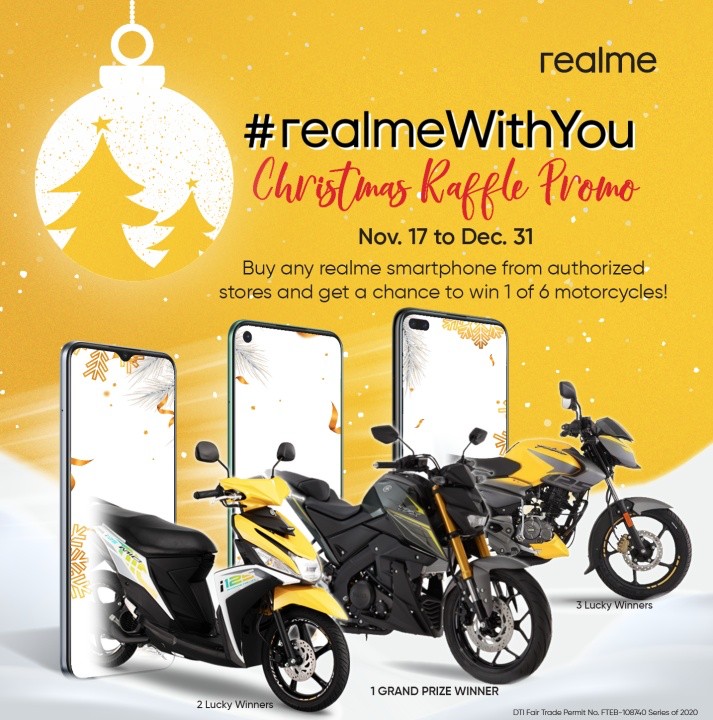 realme
#realmeWithYou
Christmas Raffle Promo
Nov. 17 to Dec. 31
Buy any realme smartphone from authorized
stores and get a chance to win 1 of 6 motorcycles!
i125
3 Lucky Winners
1 GRAND PRIZE WINNER
2 Lucky Winners
DTI Fair Trade Permit No. FTEB-108740 Series of 2020